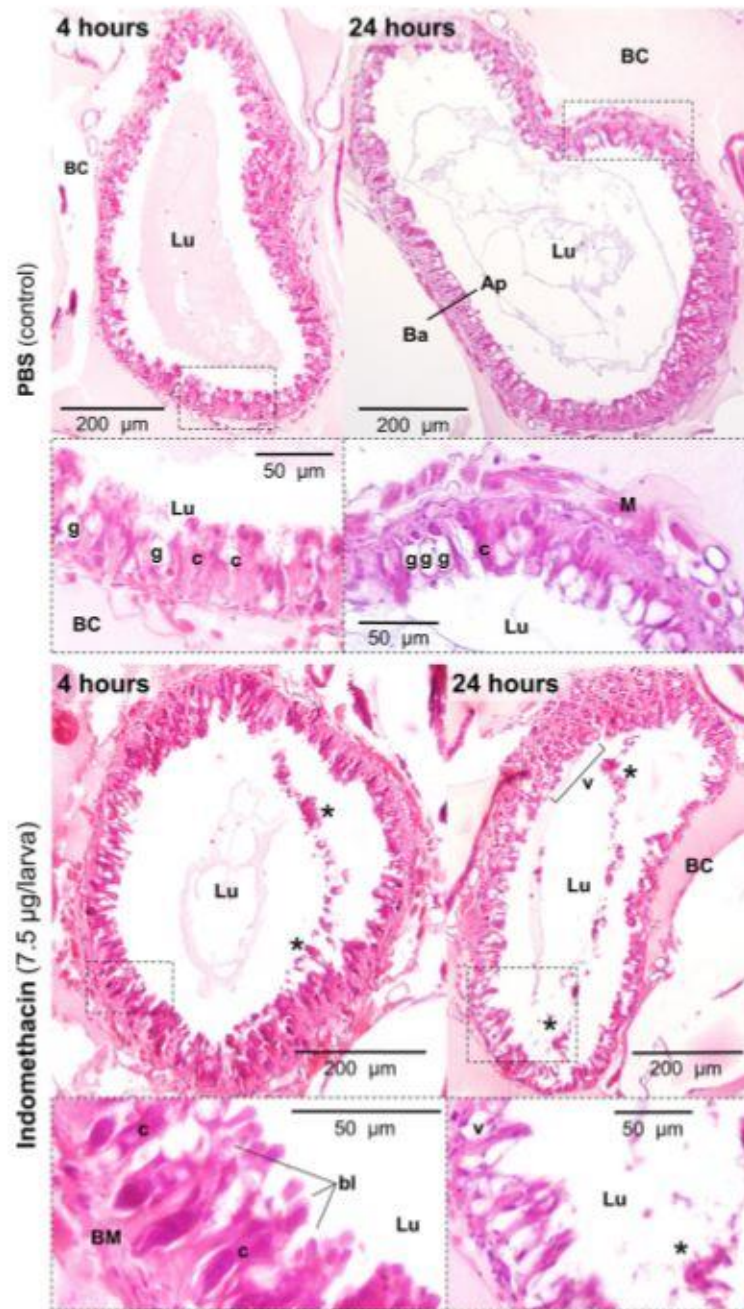 PBS (control)
4 hours
24 hours
BC
BC
Lu
Lu
Ap
Ba
200 µm
200 µm
50 µm
Lu
g
g
c
c
BC
M
g g g
c
50 µm
Lu
Indomethacin (7.5 µg/larva)
4 hours
24 hours
*
v
*
Lu
Lu
BC
*
*
200 µm
200 µm
c
50 µm
bl
Lu
BM
c
v
50 µm
Lu
*